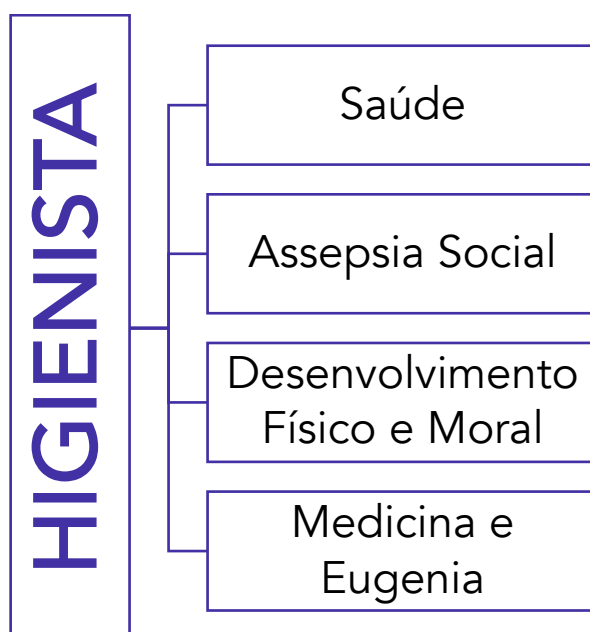 HIGIENISTA
Saúde
Assepsia Social
Desenvolvimento
Físico e Moral
Medicina e
Eugenia